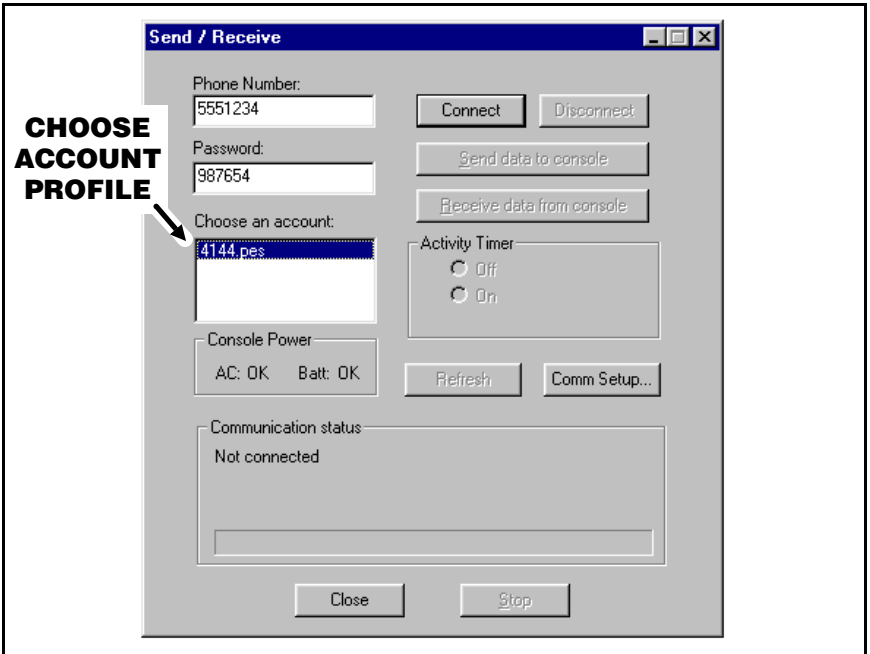 Send / Receive
Phone Number:
5551234
Connect
Disconnect
CHOOSE
ACCOUNT
PROFILE
Password:
987654
Send data to console
Receive data from console
Choose an account:
4144.pes
Activity Timer
Off
On
Console Power
AC: OK Batt: OK
Refresh
Comm Setup...
Communication status
Not connected
Close
Stop